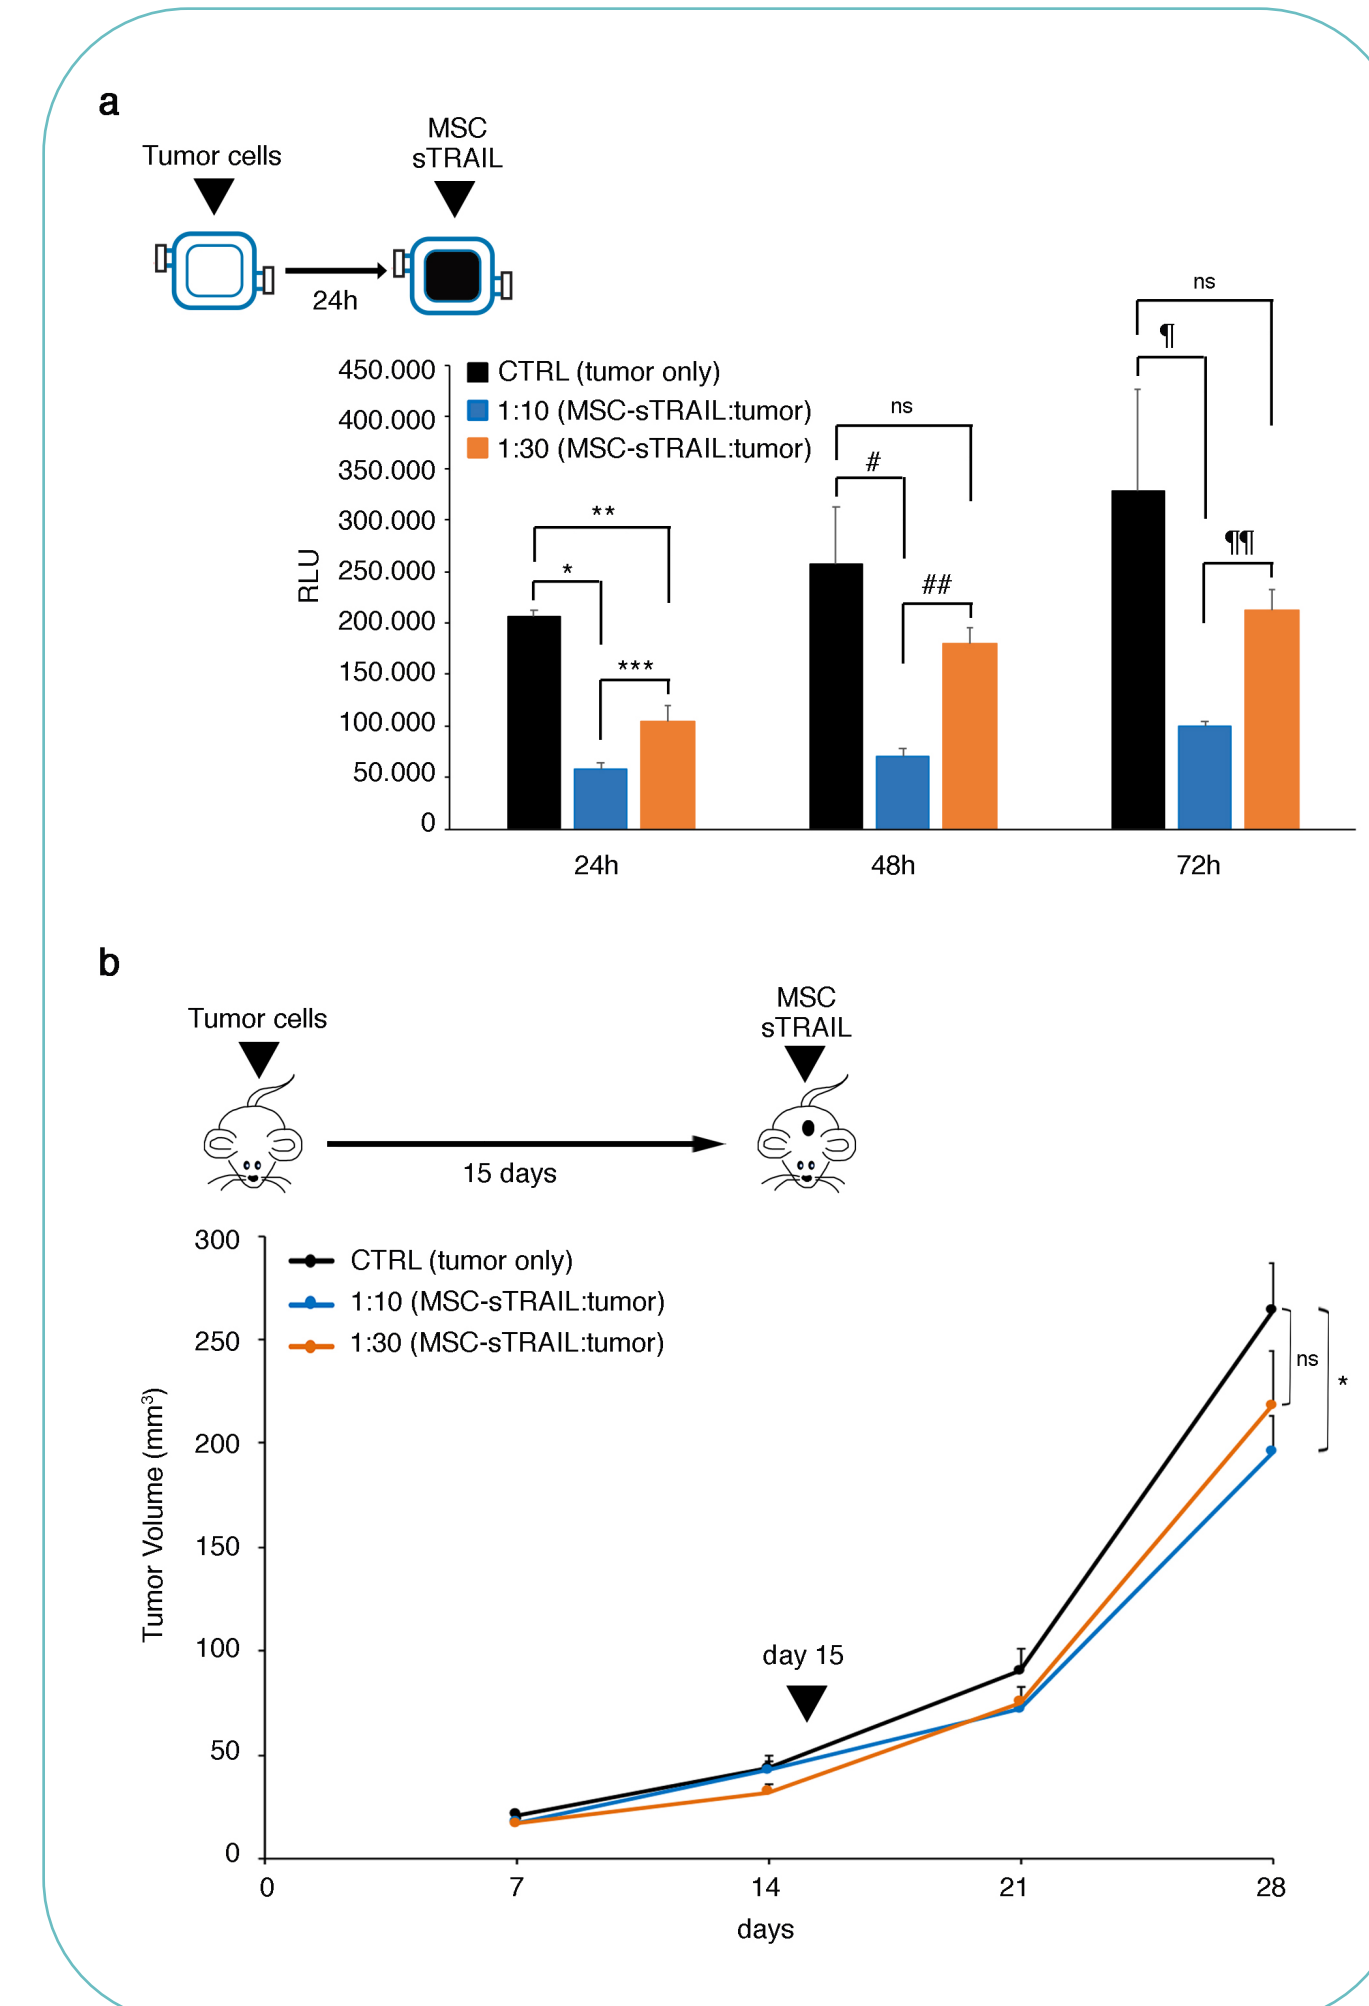 a
Tumor cells
MSC
sTRAIL
24h
CTRL (tumor only)
1:10 (MSC-sTRAIL:tumor)
1:30 (MSC-sTRAIL:tumor)
RLU
450.000
400.000
350.000
300.000
250.000
200.000
150.000
100.000
50.000
0
**
*
***
ns
#
##
ns
¶
¶¶
24h
48h
72h
b
Tumor cells
MSC
sTRAIL
15 days
CTRL (tumor only)
1:10 (MSC-sTRAIL:tumor)
1:30 (MSC-sTRAIL:tumor)
Tumor Volume (mm³)
300
250
200
150
100
50
0
day 15
ns
*
0
7
14
21
28
days